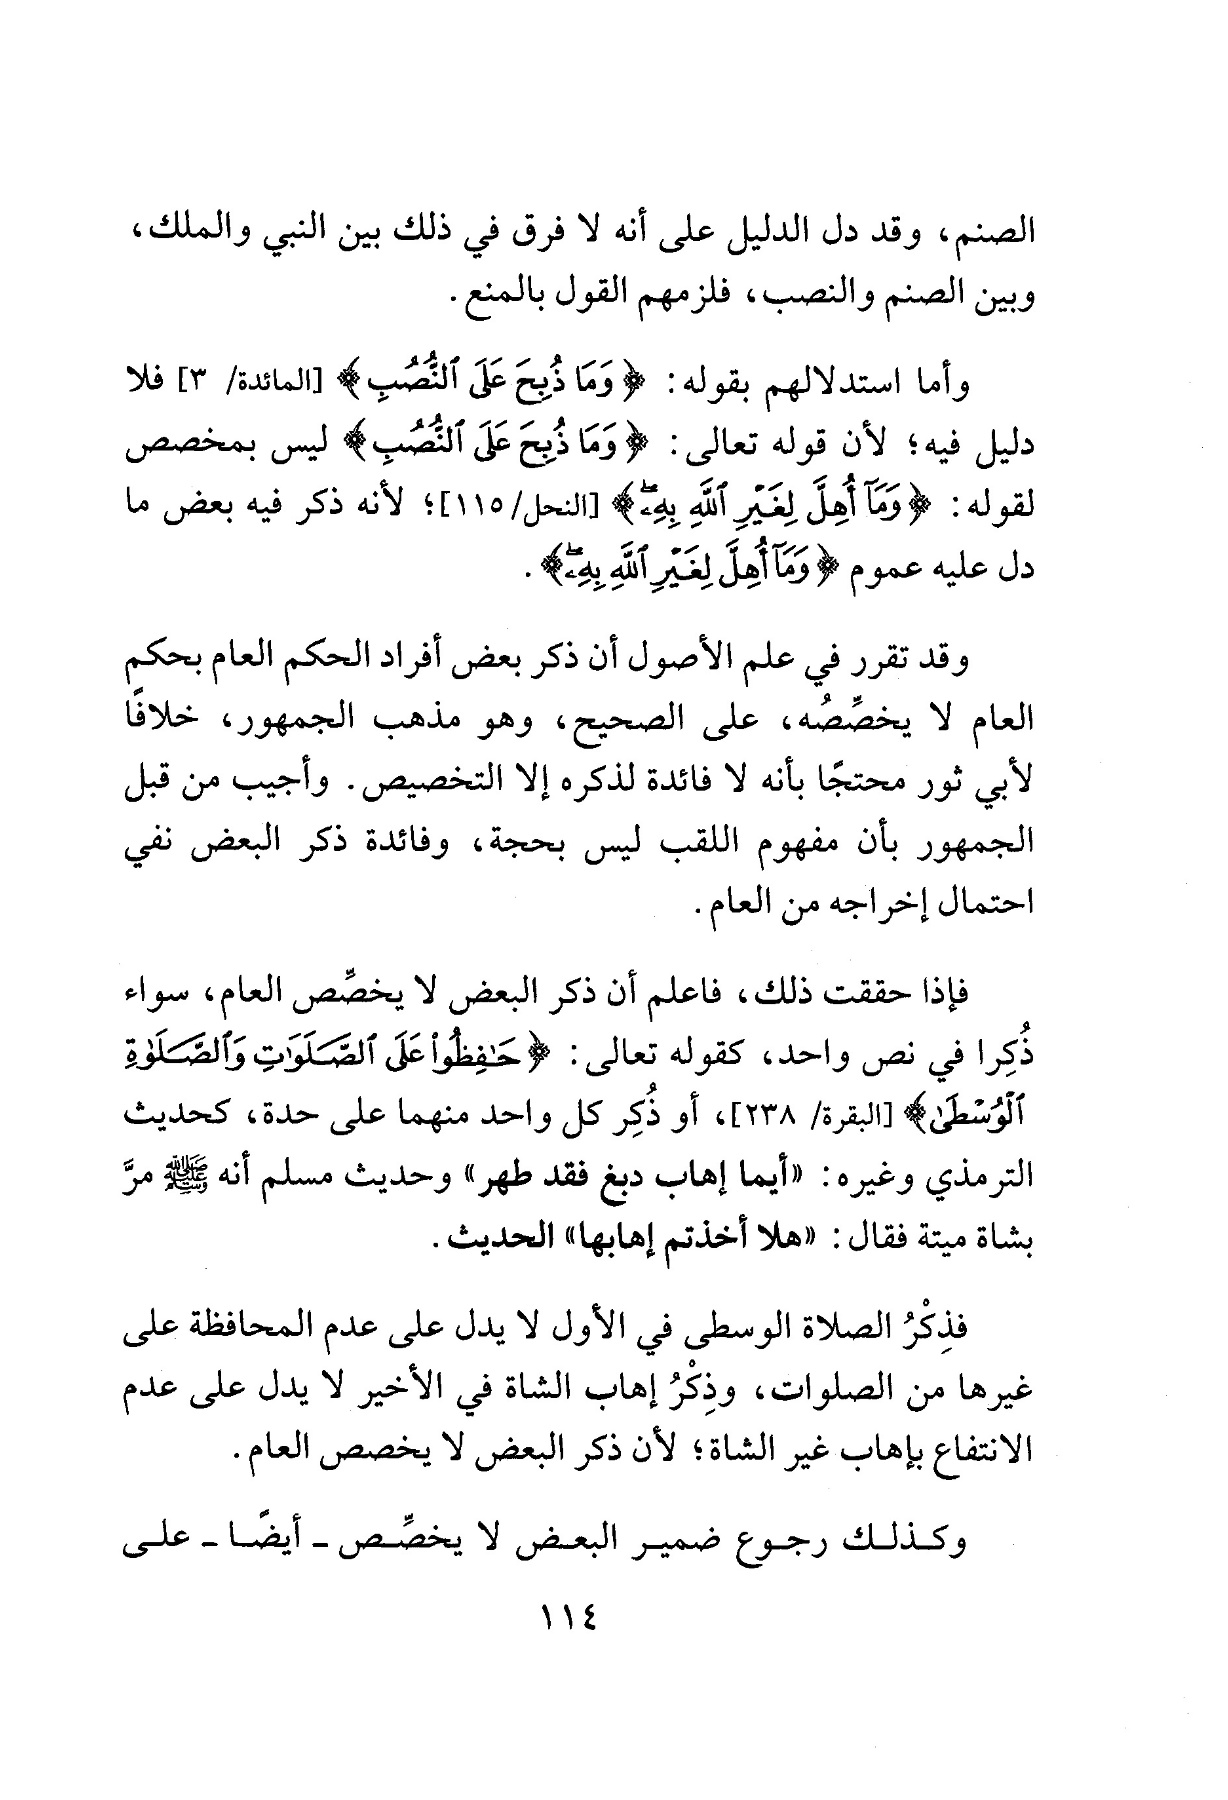 الصنم، وقد دل الدليل على أنه لا فرق في ذلك بين النبي والملك،
وبين الصنم والنصب، فلزمهم القول بالمنع.
وأما استدلالهم بقوله: ﴿وَمَا ذُبِحَ عَلَى ٱلنُّصُبِ﴾ [المائدة/ ٣] فلا
دليل فيه؛ لأن قوله تعالى: ﴿وَمَا ذُبِحَ عَلَى ٱلنُّصُبِ﴾ ليس بمخصص
لقوله: ﴿وَمَآ أُهِلَّ لِغَيْرِ ٱللَّهِ بِهِۦۖ﴾ [النحل/ ١١٥]؛ لأنه ذكر فيه بعض ما
دل عليه عموم ﴿وَمَآ أُهِلَّ لِغَيْرِ ٱللَّهِ بِهِۦۖ﴾.
وقد تقرر في علم الأصول أن ذكر بعض أفراد الحكم العام بحكم
العام لا يخصِّصُه، على الصحيح، وهو مذهب الجمهور، خلافًا
لأبي ثور محتجًا بأنه لا فائدة لذكره إلا التخصيص. وأجيب من قبل
الجمهور بأن مفهوم اللقب ليس بحجة، وفائدة ذكر البعض نفي
احتمال إخراجه من العام.
فإذا حققت ذلك، فاعلم أن ذكر البعض لا يخصِّص العام، سواء
ذُكِرا في نص واحد، كقوله تعالى: ﴿حَٰفِظُوا۟ عَلَى ٱلصَّلَوَٰتِ وَٱلصَّلَوٰةِ
ٱلْوُسْطَىٰ﴾ [البقرة/ ٢٣٨]، أو ذُكِر كل واحد منهما على حدة، كحديث
الترمذي وغيره: «أيما إهاب دبغ فقد طهر» وحديث مسلم أنه ﷺ مرَّ
بشاة ميتة فقال: «هلا أخذتم إهابها» الحديث.
فذِكْرُ الصلاة الوسطى في الأول لا يدل على عدم المحافظة على
غيرها من الصلوات، وذِكْرُ إهاب الشاة في الأخير لا يدل على عدم
الانتفاع بإهاب غير الشاة؛ لأن ذكر البعض لا يخصص العام.
وكذلك رجوع ضمير البعض لا يخصِّص - أيضًا - على
١١٤